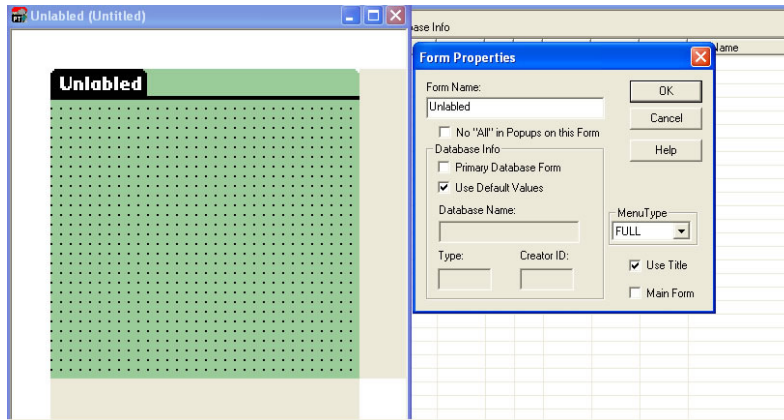 Unlabled (Untitled)
Unlabled
ase Info
Name
Form Properties
Form Name:
Unlabled
No "All" in Popups on this Form
Database Info
Primary Database Form
Use Default Values
Database Name:
Type:
Creator ID:
OK
Cancel
Help
MenuType
FULL
Use Title
Main Form